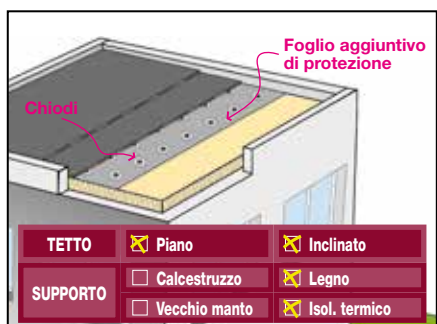 Foglio aggiuntivo
di protezione
Chiodi
TETTO Piano Inclinato
SUPPORTO Calcestruzzo Legno
Vecchio manto Isol. termico